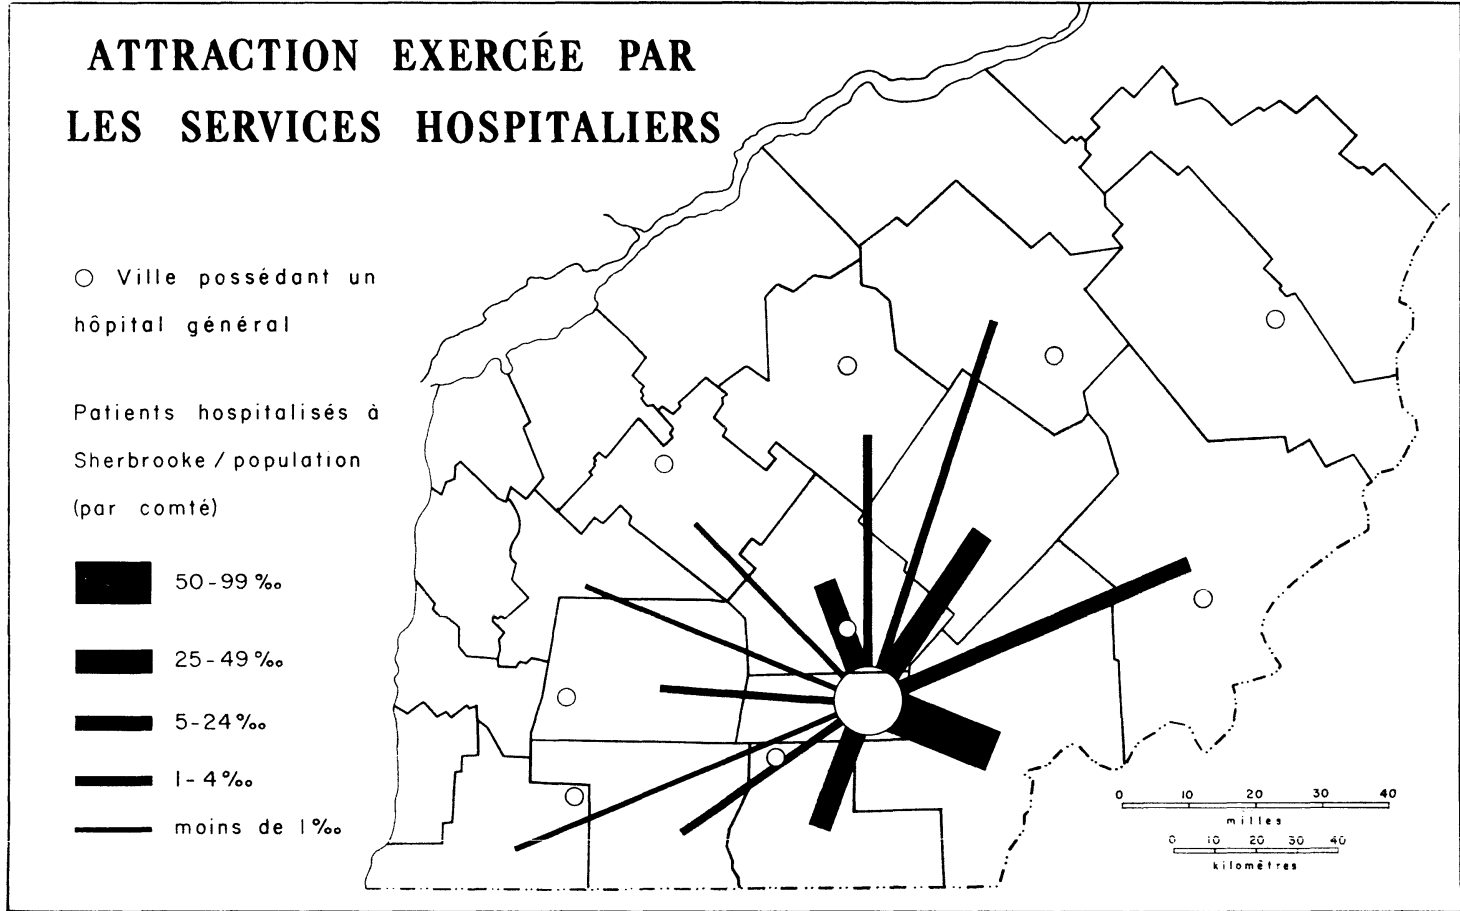 ATTRACTION EXERCÉE PAR
LES SERVICES HOSPITALIERS
Ville possédant un
hôpital général
Patients hospitalisés à
Sherbrooke / population
(par comté)
50-99 ‰
25-49 ‰
5-24 ‰
1-4 ‰
moins de 1 ‰
0 10 20 30 40
milles
0 10 20 30 40
kilomètres